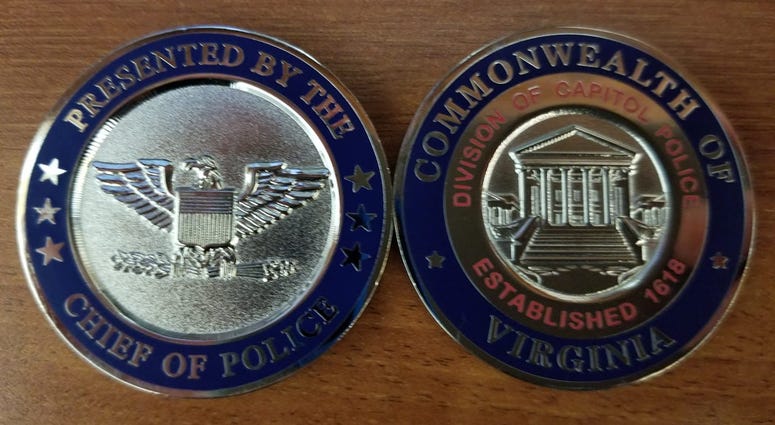 PRESENTED BY THE
CHIEF OF POLICE
COMMONWEALTH OF
VIRGINIA
DIVISION OF CAPITOL POLICE
ESTABLISHED 1618